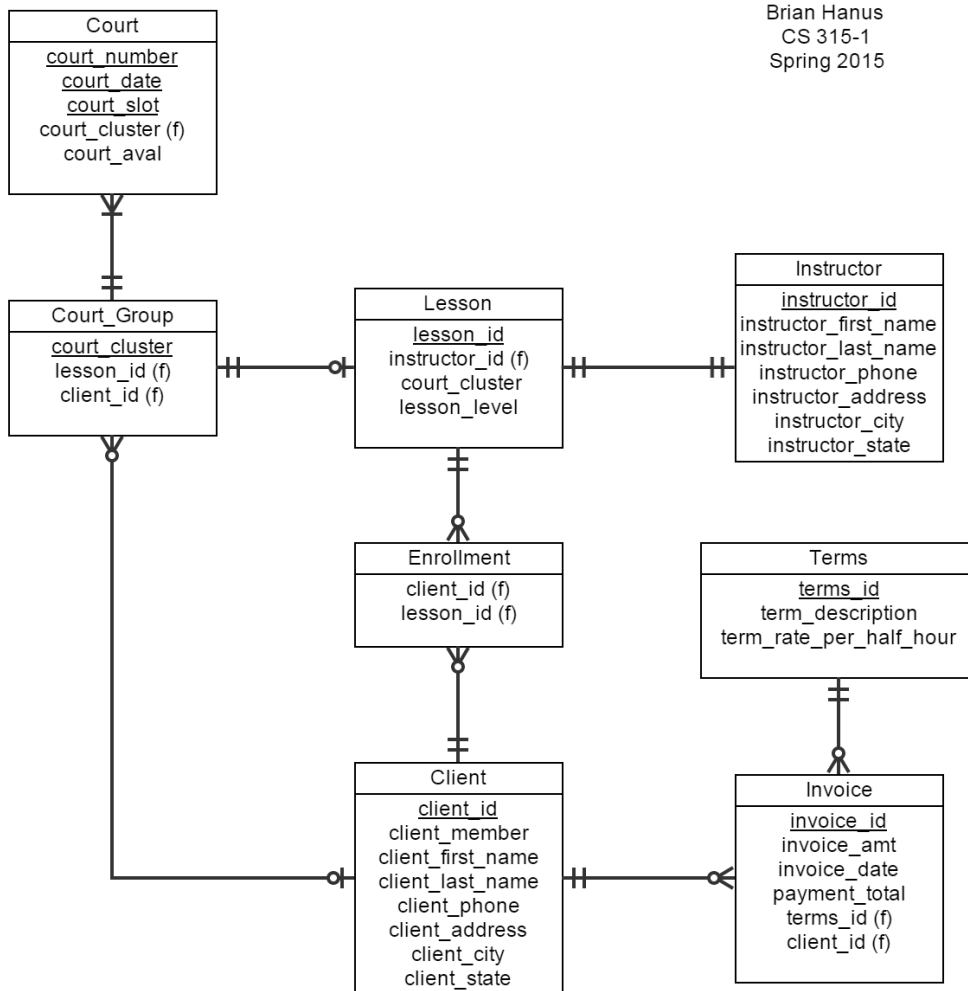 Brian Hanus
CS 315-1
Spring 2015
Court
court_number
court_date
court_slot
court_cluster (f)
court_aval
Court_Group
court_cluster
lesson_id (f)
client_id (f)
Lesson
lesson_id
instructor_id (f)
court_cluster
lesson_level
Instructor
instructor_id
instructor_first_name
instructor_last_name
instructor_phone
instructor_address
instructor_city
instructor_state
Enrollment
client_id (f)
lesson_id (f)
Terms
terms_id
term_description
term_rate_per_half_hour
Client
client_id
client_member
client_first_name
client_last_name
client_phone
client_address
client_city
client_state
Invoice
invoice_id
invoice_amt
invoice_date
payment_total
terms_id (f)
client_id (f)